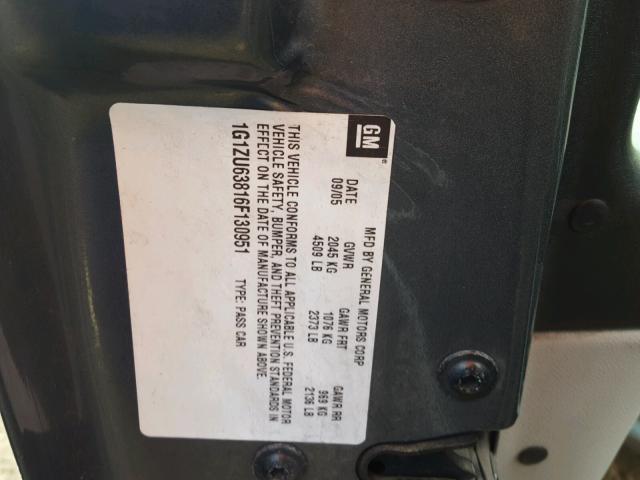 GM
MFD BY GENERAL MOTORS CORP
DATE GVWR GAWR FRT GAWR RR
09/05 2045 KG 1076 KG 969 KG
4509 LB 2373 LB 2136 LB
THIS VEHICLE CONFORMS TO ALL APPLICABLE U.S. FEDERAL MOTOR
VEHICLE SAFETY, BUMPER, AND THEFT PREVENTION STANDARDS IN
EFFECT ON THE DATE OF MANUFACTURE SHOWN ABOVE.
1G1ZU63816F130951 TYPE: PASS CAR